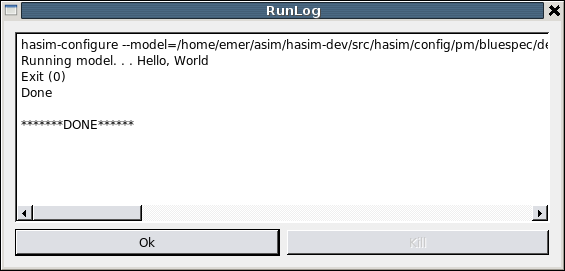 RunLog
hasim-configure --model=/home/emer/asim/hasim-dev/src/hasim/config/pm/bluespec/de
Running model. . . Hello, World
Exit (0)
Done
*******DONE******
Ok
Kill